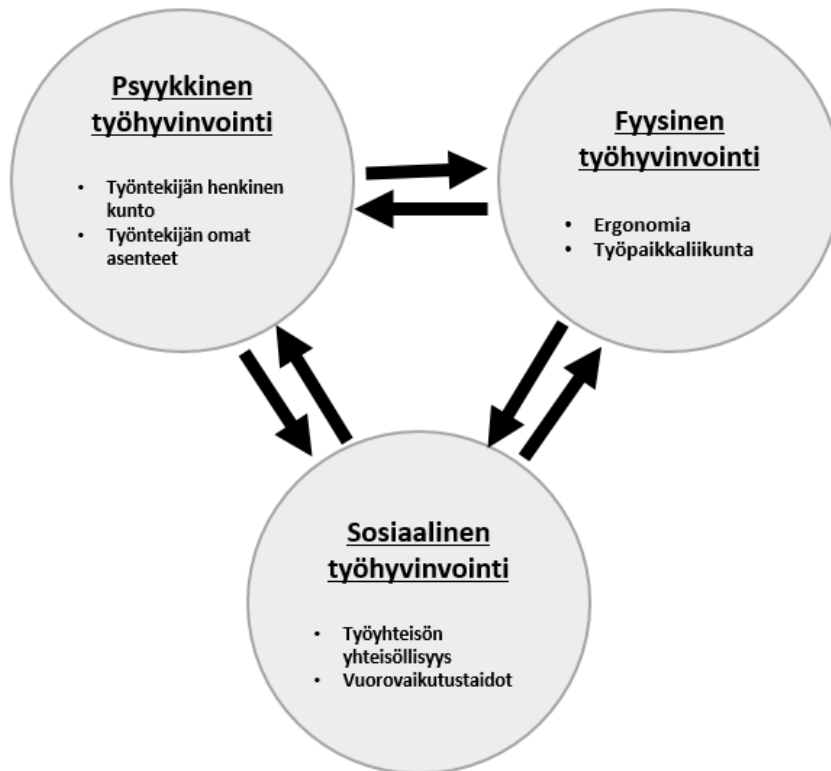 Psyykkinen
työhyvinvointi
• Työntekijän henkinen
kunto
• Työntekijän omat
asenteet
Fyysinen
työhyvinvointi
• Ergonomia
• Työpaikkaliikunta
Sosiaalinen
työhyvinvointi
• Työyhteisön
yhteisöllisyys
• Vuorovaikutustaidot